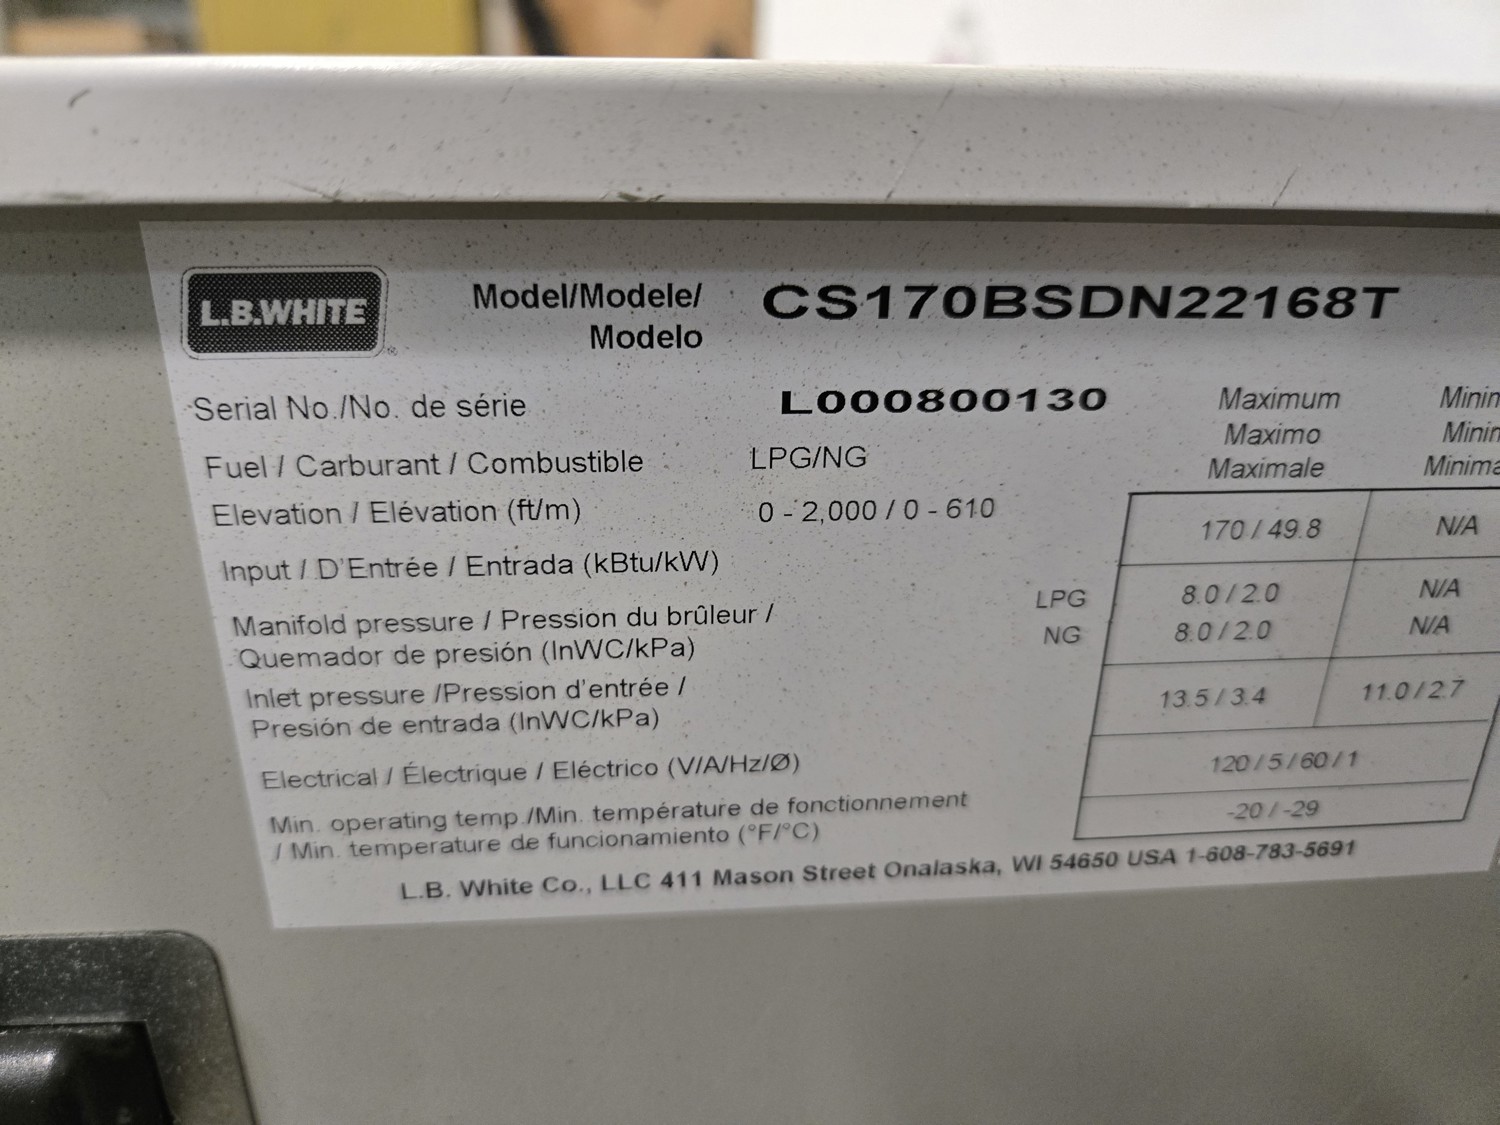 L.B.WHITE
Model/Modele/ CS170BSDN22168T
Modelo
Serial No./No. de série L000800130
Maximum
Maximo
Maximale
Fuel / Carburant / Combustible LPG/NG
Elevation / Elévation (ft/m) 0 - 2,000 / 0 - 610
Input / D'Entrée / Entrada (kBtu/kW) 170 / 49.8 N/A
Manifold pressure / Pression du brûleur / LPG 8.0 / 2.0 N/A
Quemador de presión (InWC/kPa) NG 8.0 / 2.0 N/A
Inlet pressure /Pression d'entrée / 13.5 / 3.4 11.0 / 2.7
Presión de entrada (InWC/kPa)
Electrical / Électrique / Eléctrico (V/A/Hz/Ø) 120 / 5 / 60 / 1
Min. operating temp./Min. température de fonctionnement -20 / -29
/ Min. temperature de funcionamiento (°F/°C)
L.B. White Co., LLC 411 Mason Street Onalaska, WI 54650 USA 1-608-783-5691